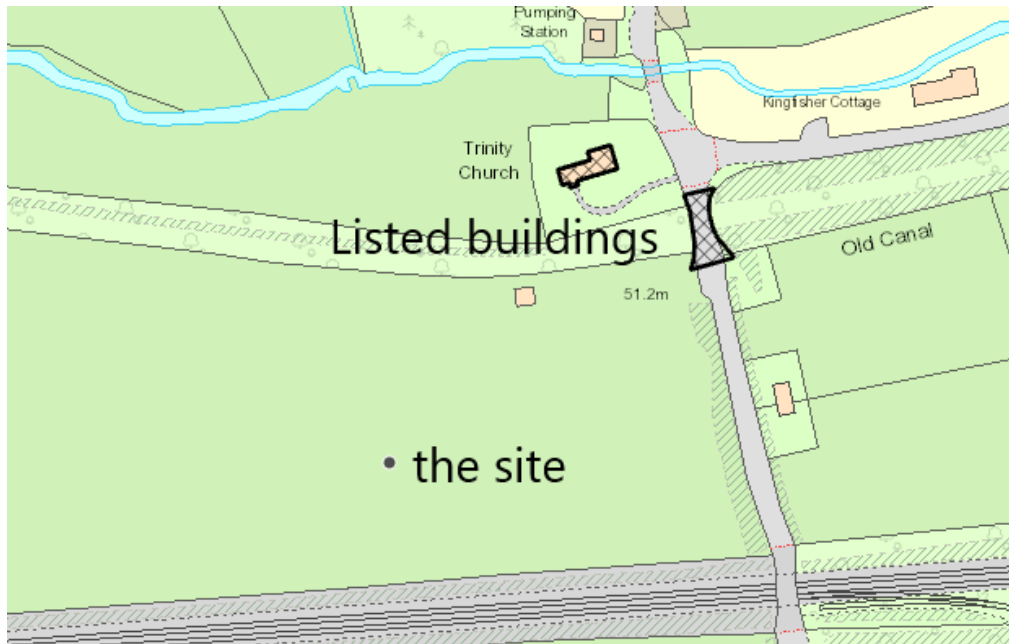 Pumping
Station
Kingfisher Cottage
Trinity
Church
Listed buildings
Old Canal
51.2m
the site